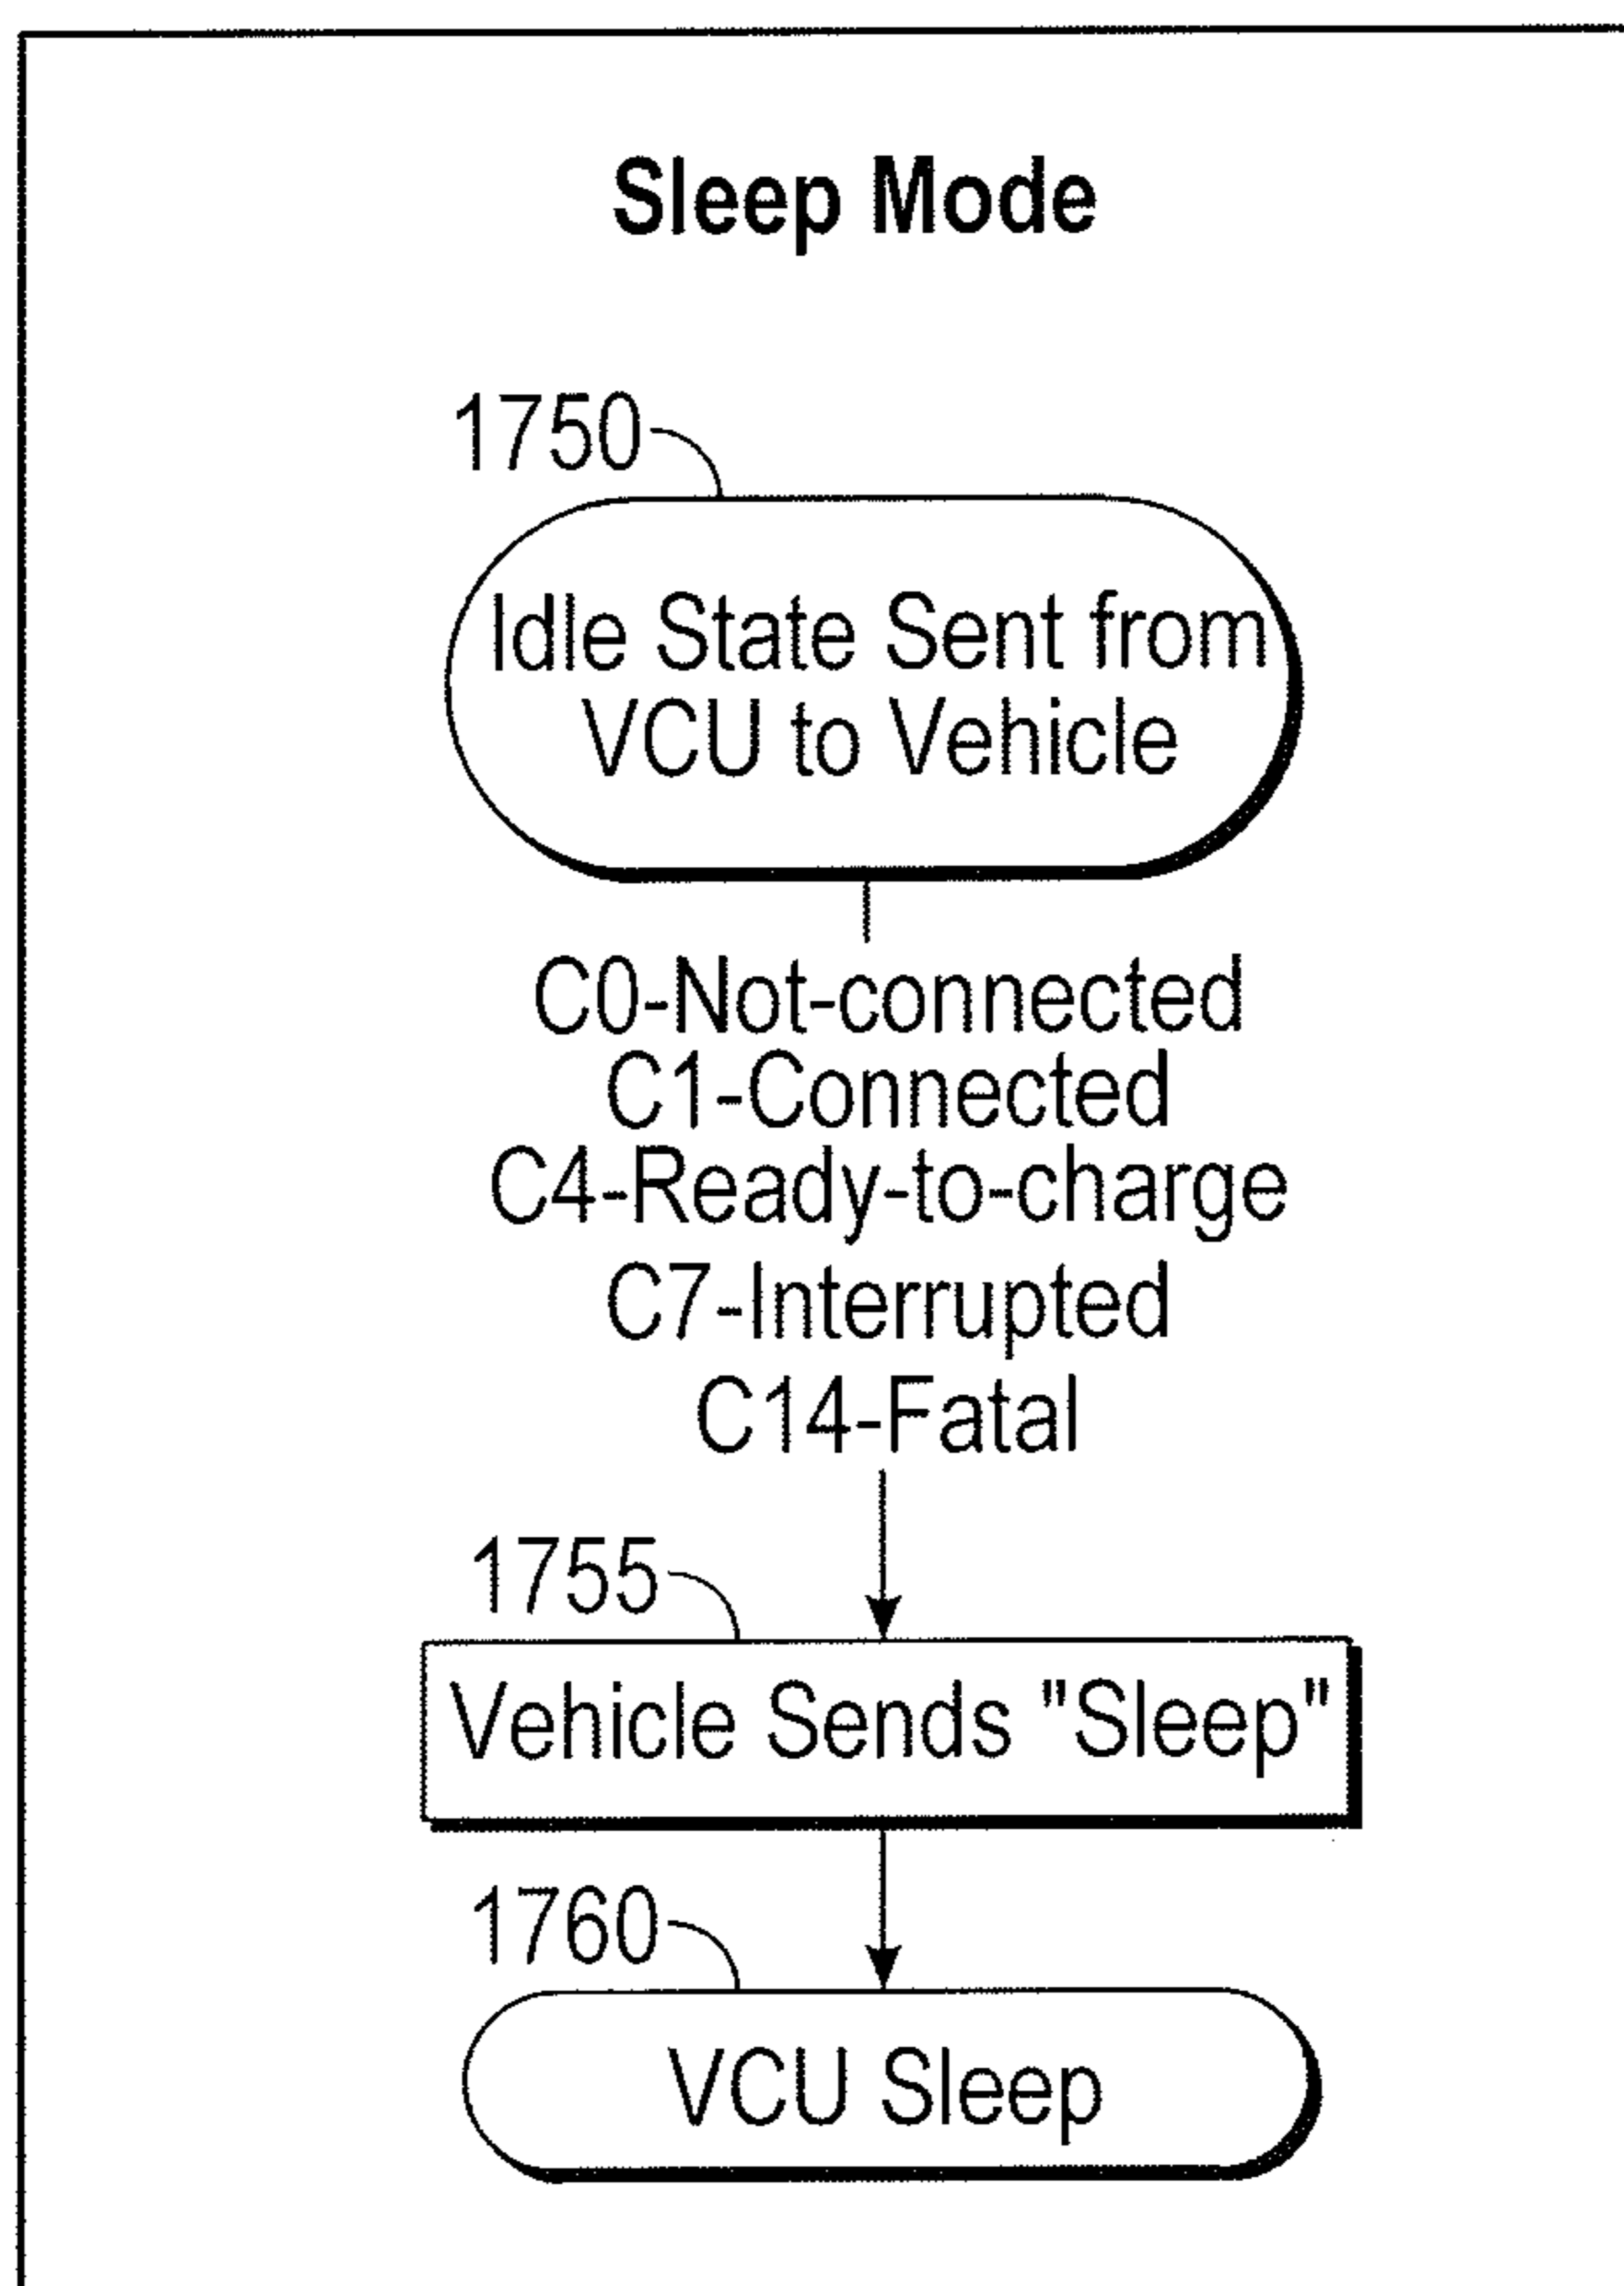 Sleep Mode
1750
Idle State Sent from
VCU to Vehicle
C0-Not-connected
C1-Connected
C4-Ready-to-charge
C7-Interrupted
C14-Fatal
1755
Vehicle Sends "Sleep"
1760
VCU Sleep